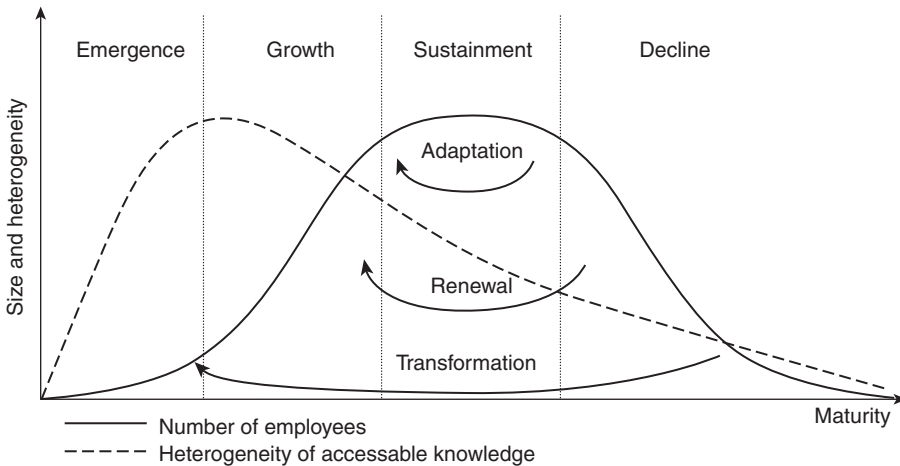 Emergence
Growth
Sustainment
Decline
Size and heterogeneity
Adaptation
Renewal
Transformation
Maturity
Number of employees
Heterogeneity of accessable knowledge